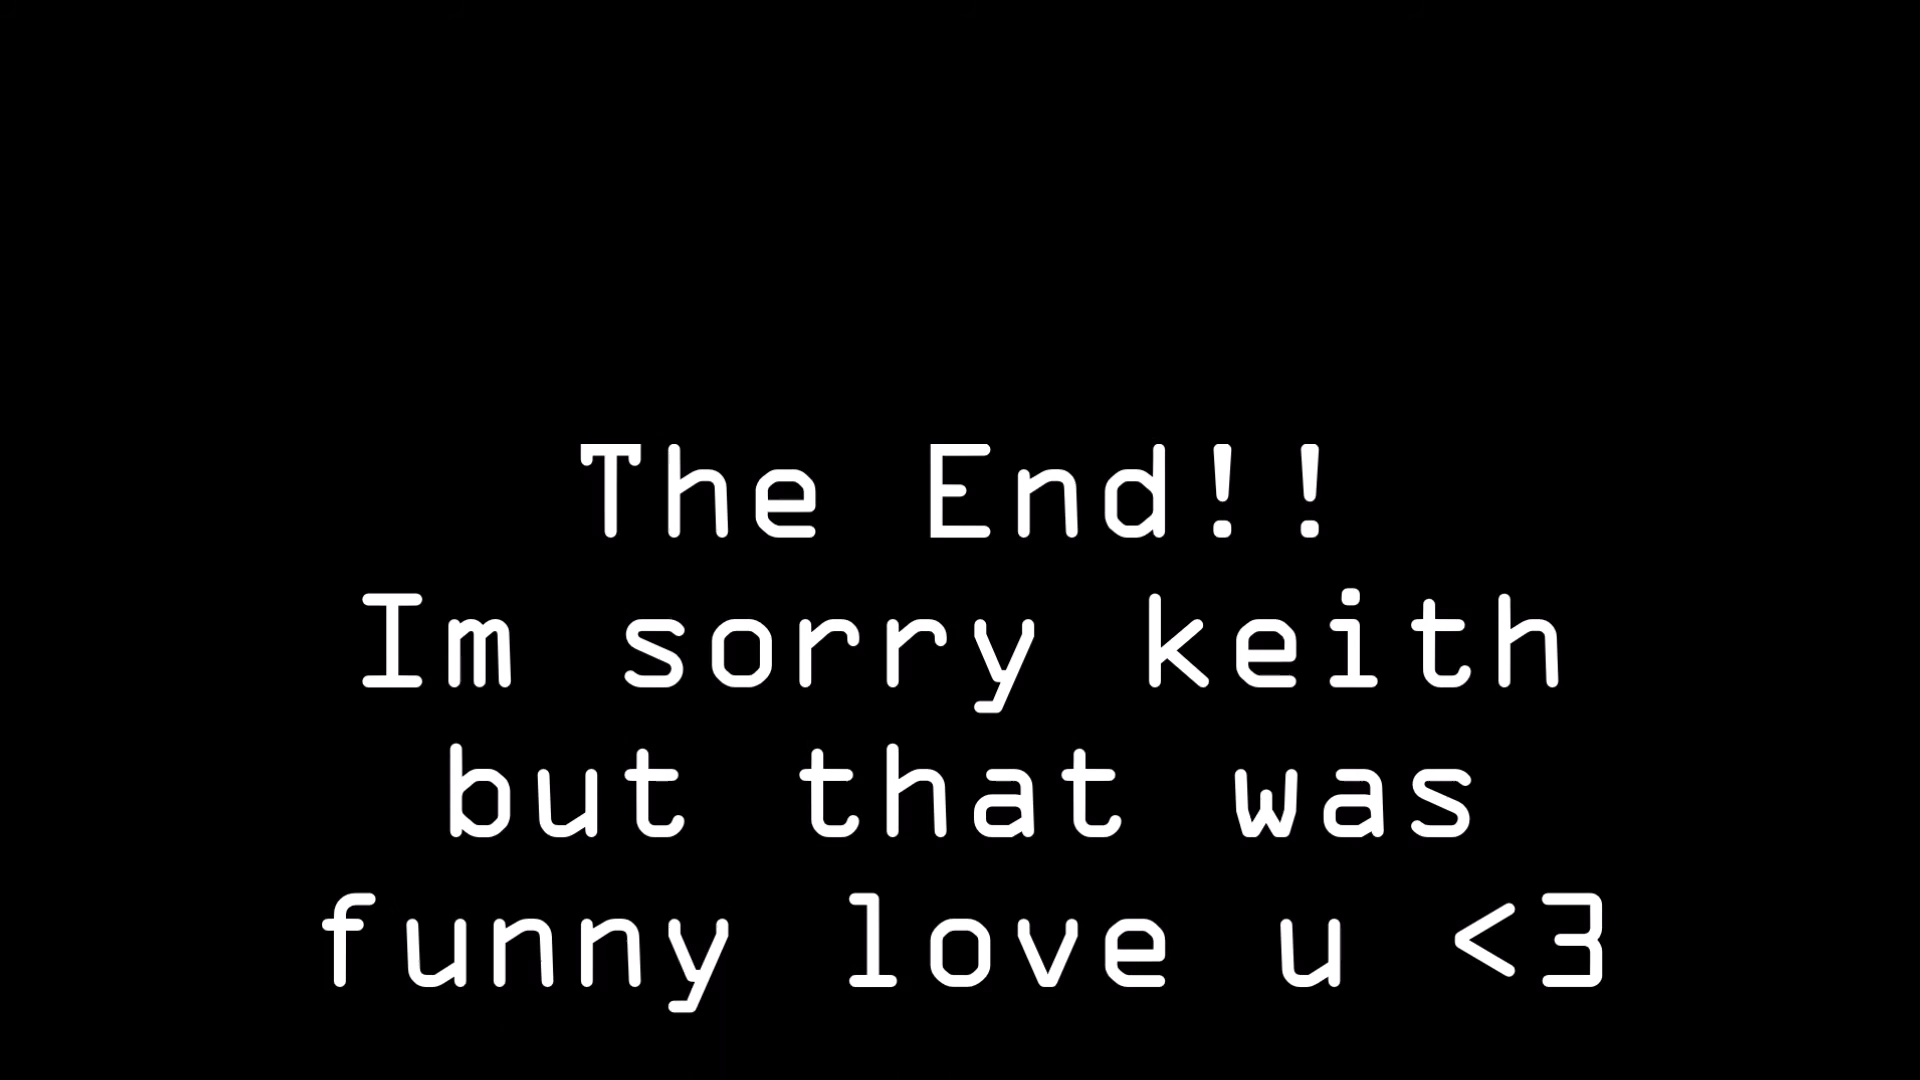 The End!!
Im sorry keith
but that was
funny love u <3